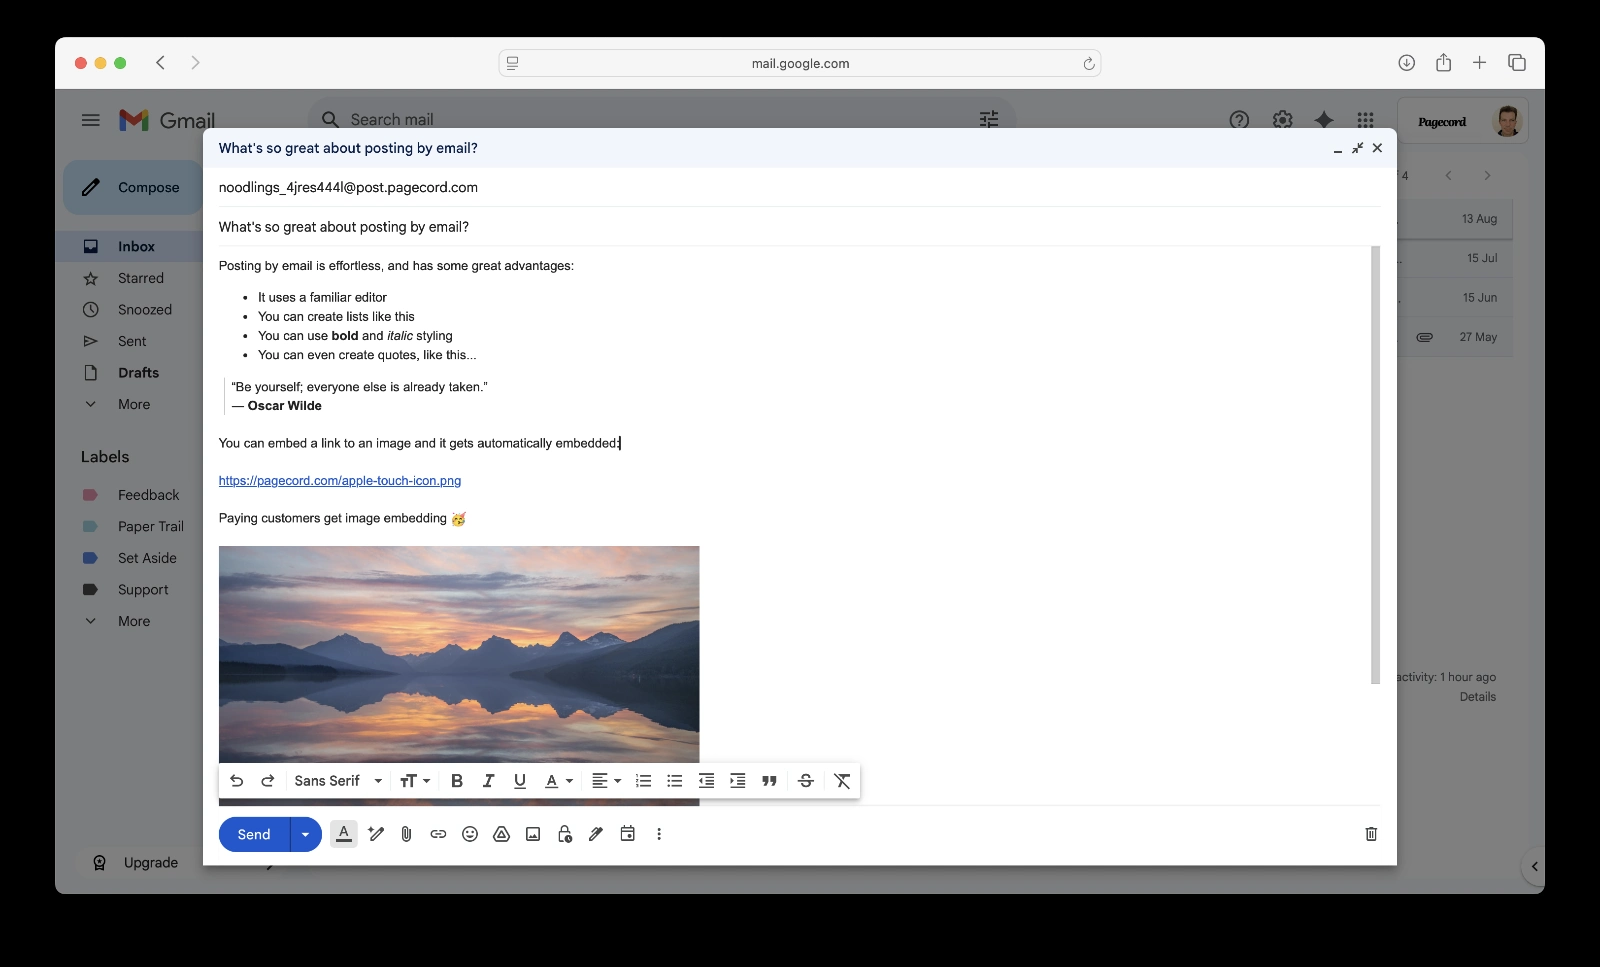 mail.google.com
Gmail
Search mail
Pagecord
Compose
Inbox
Starred
Snoozed
Sent
Drafts
More
Labels
Feedback
Paper Trail
Set Aside
Support
More
Upgrade
What's so great about posting by email?
noodlings_4jres444l@post.pagecord.com
What's so great about posting by email?
Posting by email is effortless, and has some great advantages:
• It uses a familiar editor
• You can create lists like this
• You can use bold and italic styling
• You can even create quotes, like this...
“Be yourself; everyone else is already taken.”
— Oscar Wilde
You can embed a link to an image and it gets automatically embedded:
https://pagecord.com/apple-touch-icon.png
Paying customers get image embedding 🥳
Sans Serif
Send
4
13 Aug
15 Jul
15 Jun
27 May
activity: 1 hour ago
Details